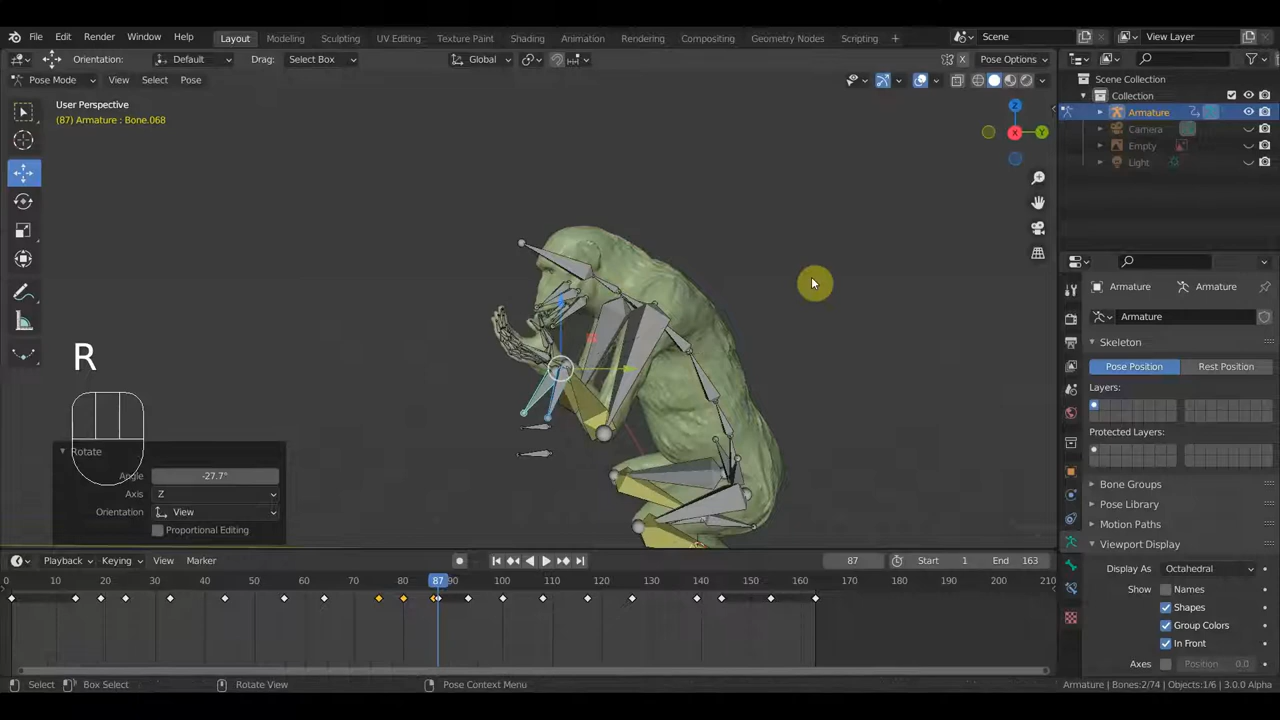 File Edit Render Window Help Layout Modeling Sculpting UV Editing Texture Paint Shading Animation Rendering Compositing Geometry Nodes Scripting + Scene View Layer
Orientation: Default Drag: Select Box Global Pose Options
Pose Mode View Select Pose
User Perspective
(87) Armature : Bone.068
Z
Y
X
Scene Collection
Collection
Armature
Camera
Empty
Light
Armature Armature
Armature
Skeleton
Pose Position Rest Position
Layers:
Protected Layers:
Bone Groups
Pose Library
Motion Paths
Viewport Display
Display As Octahedral
Show Names
Shapes
Group Colors
In Front
Axes Position 0.0
R
Rotate
Angle -27.7°
Axis Z
Orientation View
Proportional Editing
Playback Keying View Marker 87 Start 1 End 163
0 10 20 30 40 50 60 70 80 87 90 100 110 120 130 140 150 160 170 180 190 200 210
Select Box Select Rotate View Pose Context Menu Armature | Bones:2/74 | Objects:1/6 | 3.0.0 Alpha